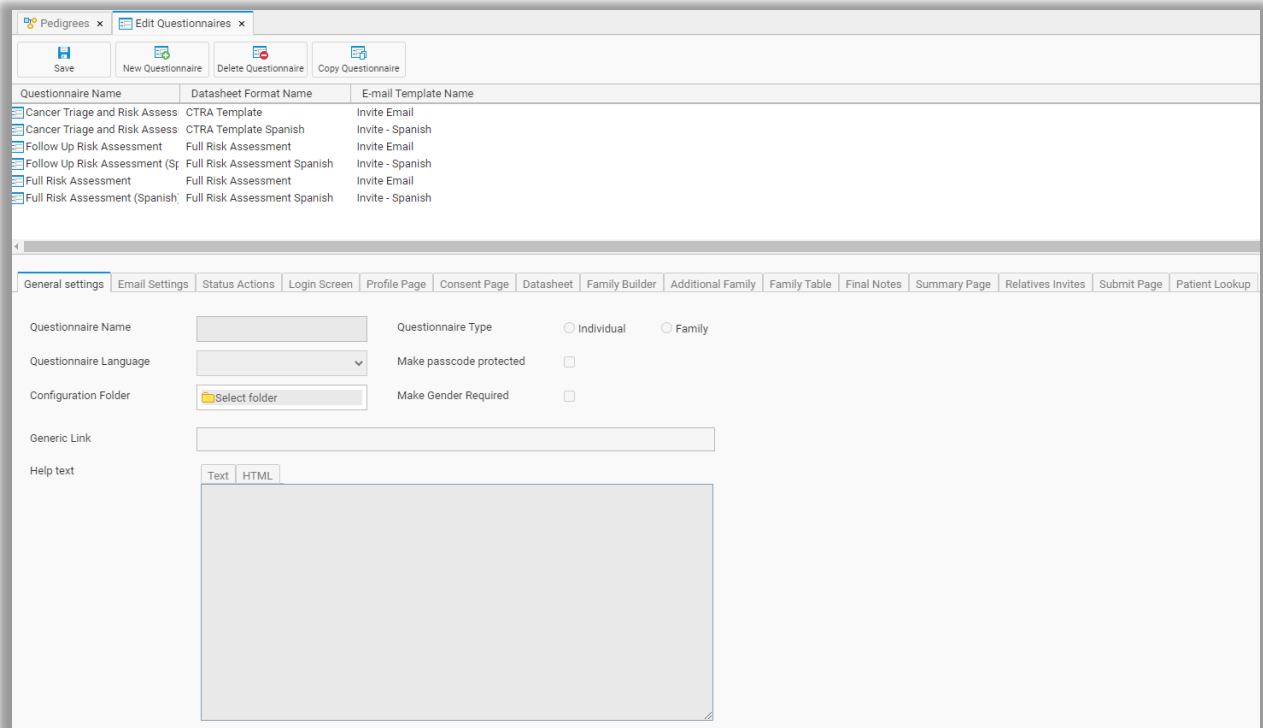 Pedigrees x Edit Questionnaires x
Save New Questionnaire Delete Questionnaire Copy Questionnaire
Questionnaire Name Datasheet Format Name E-mail Template Name
Cancer Triage and Risk Assess CTRA Template Invite Email
Cancer Triage and Risk Assess CTRA Template Spanish Invite - Spanish
Follow Up Risk Assessment Full Risk Assessment Invite Email
Follow Up Risk Assessment (Sp Full Risk Assessment Spanish Invite - Spanish
Full Risk Assessment Full Risk Assessment Invite Email
Full Risk Assessment (Spanish) Full Risk Assessment Spanish Invite - Spanish
General settings Email Settings Status Actions Login Screen Profile Page Consent Page Datasheet Family Builder Additional Family Family Table Final Notes Summary Page Relatives Invites Submit Page Patient Lookup
Questionnaire Name Questionnaire Type Individual Family
Questionnaire Language Make passcode protected
Configuration Folder Select folder Make Gender Required
Generic Link
Help text Text HTML